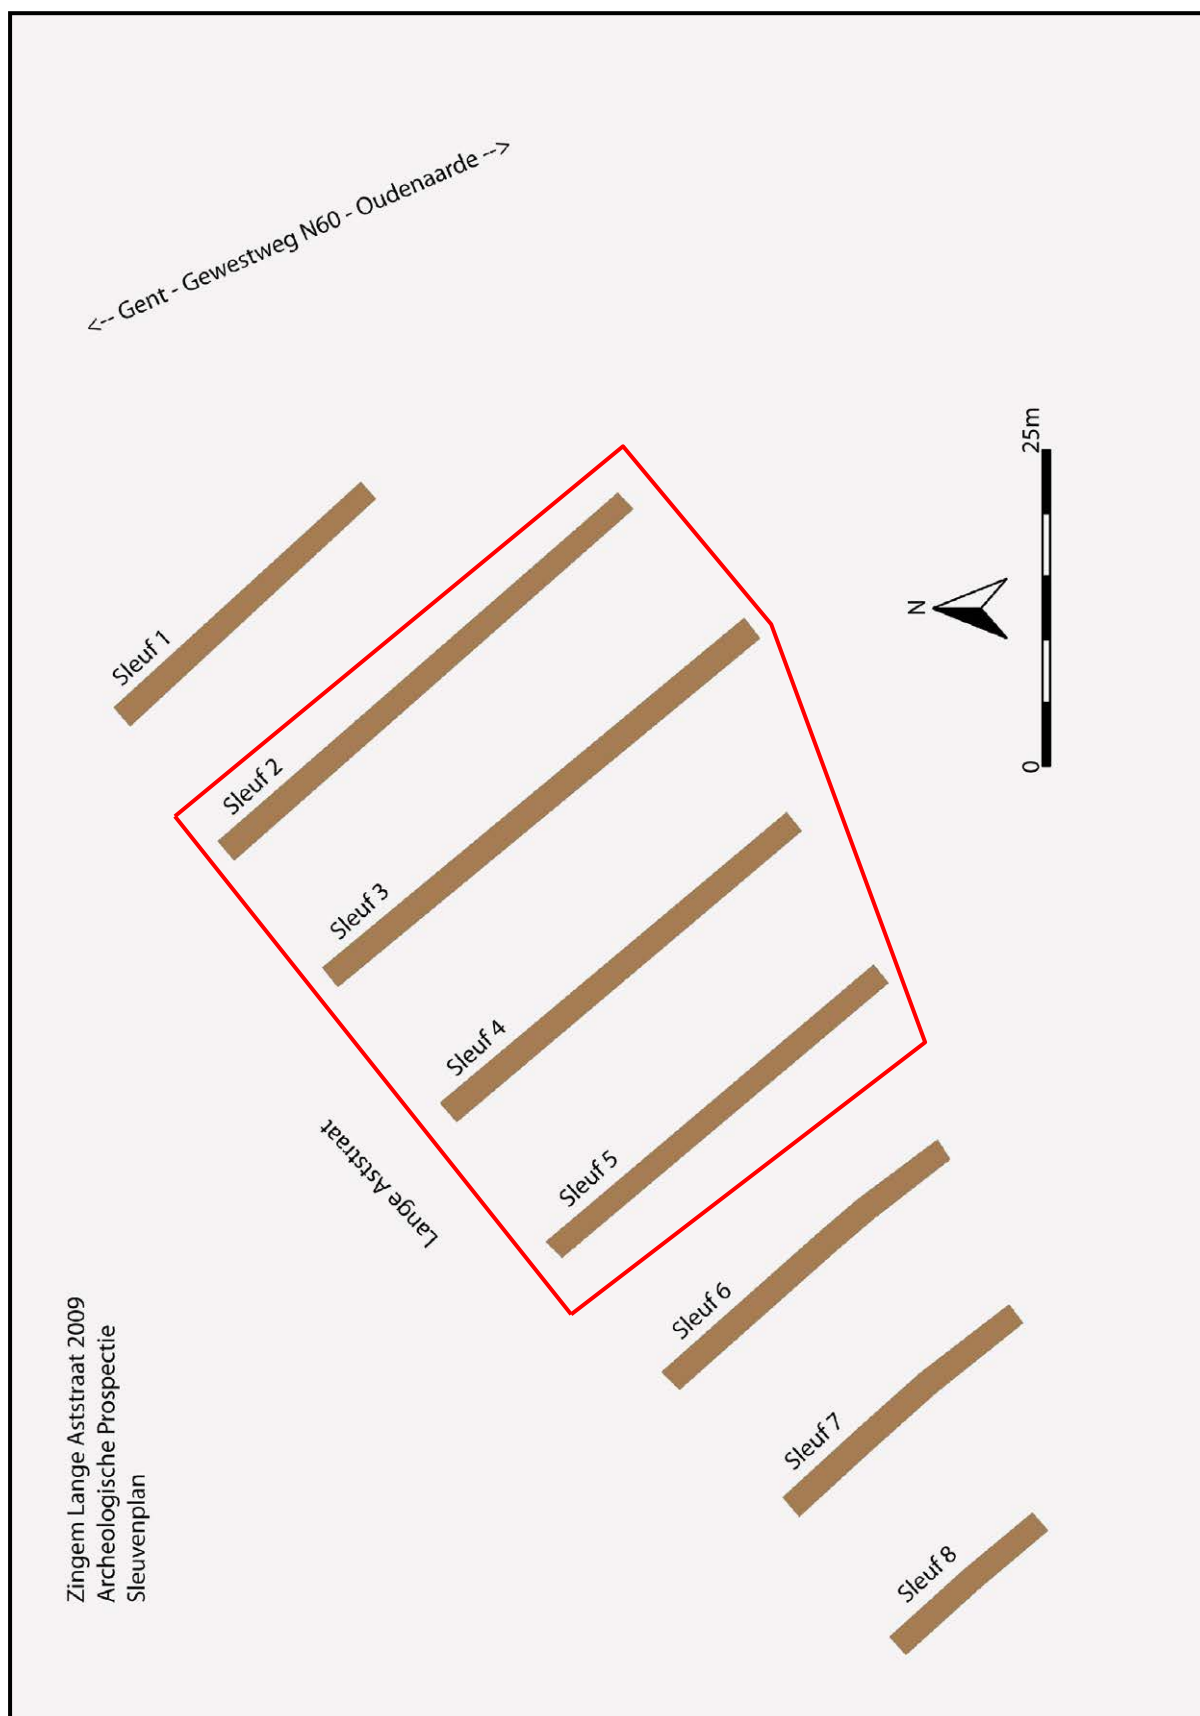 Zingem Lange Aststraat 2009
Archeologische Prospectie
Sleuvenplan
<-- Gent - Gewestweg N60 - Oudenaarde -->
Sleuf 1
Sleuf 2
Sleuf 3
Sleuf 4
Sleuf 5
Sleuf 6
Sleuf 7
Sleuf 8
Lange Aststraat
N
0
25m